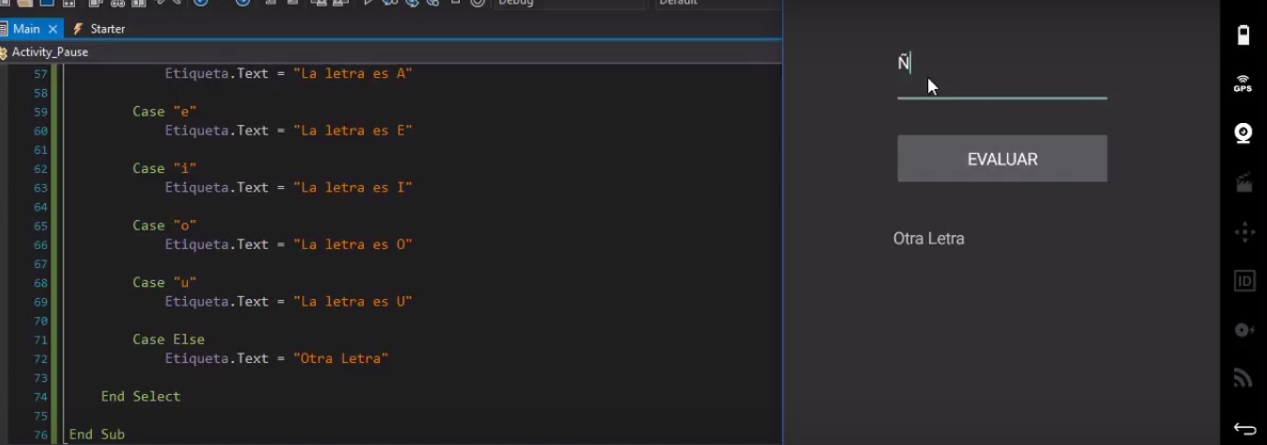 Debug
Default
Main
Starter
Activity_Pause
57 Etiqueta.Text = "La letra es A"
58
59 Case "e"
60 Etiqueta.Text = "La letra es E"
61
62 Case "i"
63 Etiqueta.Text = "La letra es I"
64
65 Case "o"
66 Etiqueta.Text = "La letra es O"
67
68 Case "u"
69 Etiqueta.Text = "La letra es U"
70
71 Case Else
72 Etiqueta.Text = "Otra Letra"
73
74 End Select
75
76 End Sub
Ñ
EVALUAR
Otra Letra
GPS
ID